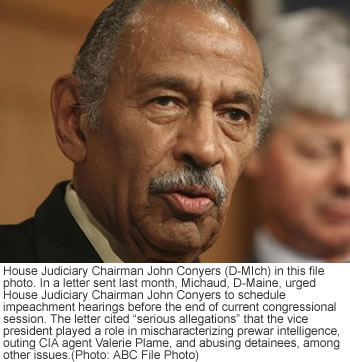 House Judiciary Chairman John Conyers (D-MIch) in this file
photo. In a letter sent last month, Michaud, D-Maine, urged
House Judiciary Chairman John Conyers to schedule
impeachment hearings before the end of current congressional
session. The letter cited “serious allegations” that the vice
president played a role in mischaracterizing prewar intelligence,
outing CIA agent Valerie Plame, and abusing detainees, among
other issues.(Photo: ABC File Photo)